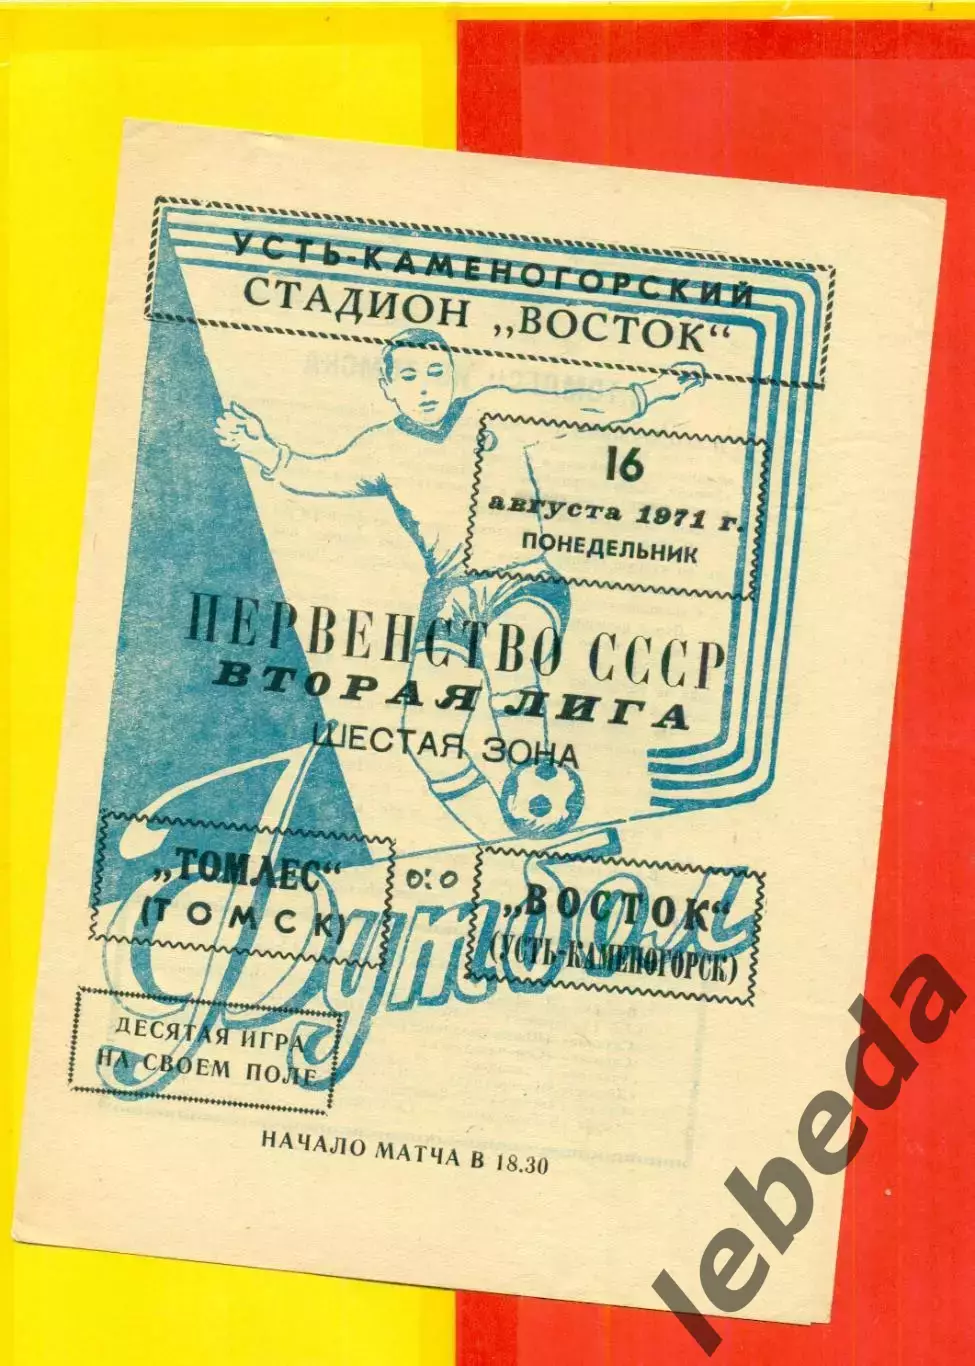 УСТЬ-КАМЕНОГОРСКИЙ
СТАДИОН „ВОСТОК“
16
августа 1971 г.
ПОНЕДЕЛЬНИК
ПЕРВЕНСТВО СССР
ВТОРАЯ ЛИГА
ШЕСТАЯ ЗОНА
„ТОМЛЕС“
(ТОМСК)
0:0
„ВОСТОК“
(УСТЬ-КАМЕНОГОРСК)
Футбол
ДЕСЯТАЯ ИГРА
НА СВОЕМ ПОЛЕ
НАЧАЛО МАТЧА В 18.30
lebeda